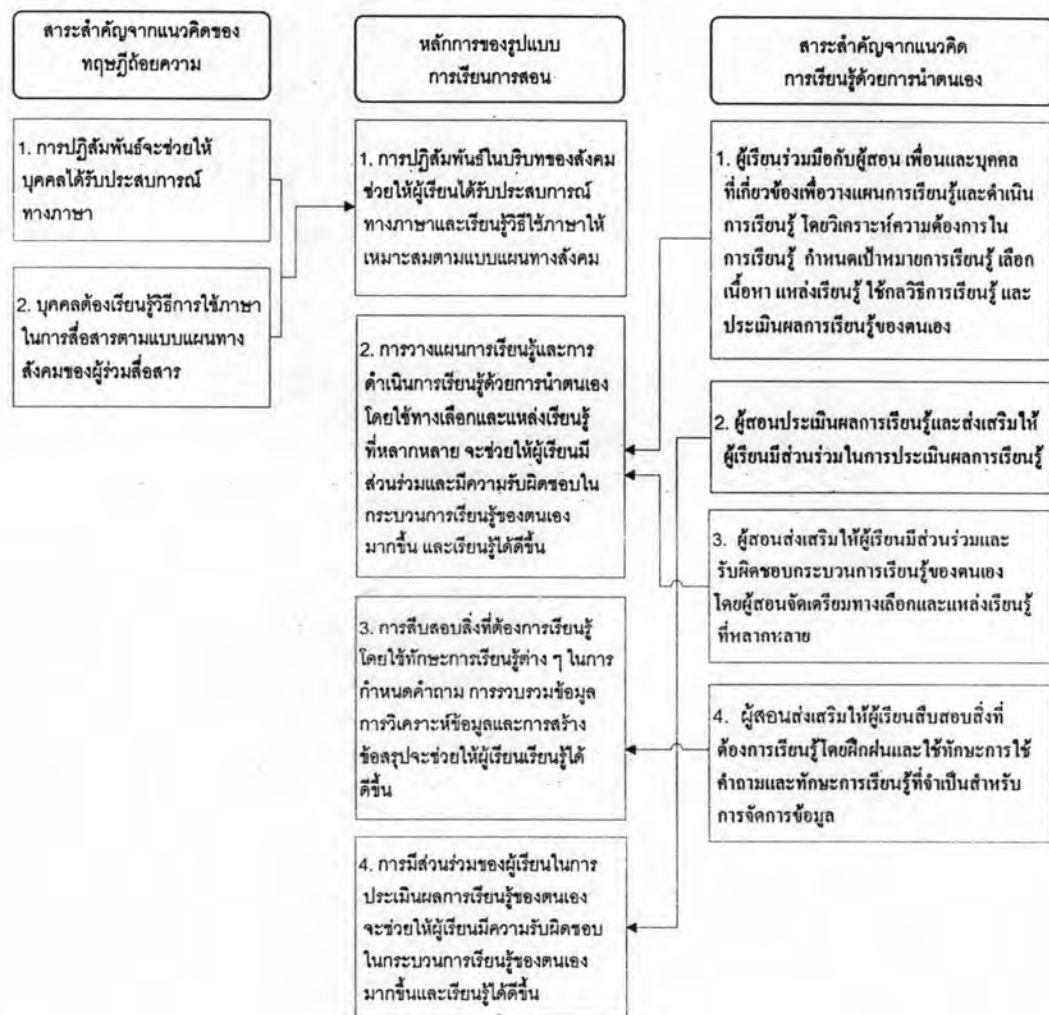 สาระสำคัญจากแนวคิดของ
ทฤษฎีถ้อยความ
1. การปฏิสัมพันธ์จะช่วยให้
บุคคลได้รับประสบการณ์
ทางภาษา
2. บุคคลต้องเรียนรู้วิธีการใช้ภาษา
ในการสื่อสารตามแบบแผนทาง
สังคมของผู้ร่วมสื่อสาร
หลักการของรูปแบบ
การเรียนการสอน
1. การปฏิสัมพันธ์ในบริบทของสังคม
ช่วยให้ผู้เรียนได้รับประสบการณ์
ทางภาษาและเรียนรู้วิธีใช้ภาษาให้
เหมาะสมตามแบบแผนทางสังคม
2. การวางแผนการเรียนรู้และการ
ดำเนินการเรียนรู้ด้วยการนำตนเอง
โดยใช้ทางเลือกและแหล่งเรียนรู้
ที่หลากหลาย จะช่วยให้ผู้เรียนมี
ส่วนร่วมและมีความรับผิดชอบใน
กระบวนการเรียนรู้ของตนเอง
มากขึ้น และเรียนรู้ได้ดีขึ้น
3. การสืบสอบสิ่งที่ต้องการเรียนรู้
โดยใช้ทักษะการเรียนรู้ต่าง ๆ ในการ
กำหนดคำถาม การรวบรวมข้อมูล
การวิเคราะห์ข้อมูลและการสร้าง
ข้อสรุปจะช่วยให้ผู้เรียนเรียนรู้ได้
ดีขึ้น
4. การมีส่วนร่วมของผู้เรียนในการ
ประเมินผลการเรียนรู้ของตนเอง
จะช่วยให้ผู้เรียนมีความรับผิดชอบ
ในกระบวนการเรียนรู้ของตนเอง
มากขึ้นและเรียนรู้ได้ดีขึ้น
สาระสำคัญจากแนวคิด
การเรียนรู้ด้วยการนำตนเอง
1. ผู้เรียนร่วมมือกับผู้สอน เพื่อนและบุคคล
ที่เกี่ยวข้องเพื่อวางแผนการเรียนรู้และดำเนิน
การเรียนรู้ โดยวิเคราะห์ความต้องการใน
การเรียนรู้ กำหนดเป้าหมายการเรียนรู้ เลือก
เนื้อหา แหล่งเรียนรู้ ใช้กลวิธีการเรียนรู้ และ
ประเมินผลการเรียนรู้ของตนเอง
2. ผู้สอนประเมินผลการเรียนรู้และส่งเสริมให้
ผู้เรียนมีส่วนร่วมในการประเมินผลการเรียนรู้
3. ผู้สอนส่งเสริมให้ผู้เรียนมีส่วนร่วมและ
รับผิดชอบกระบวนการเรียนรู้ของตนเอง
โดยผู้สอนจัดเตรียมทางเลือกและแหล่งเรียนรู้
ที่หลากหลาย
4. ผู้สอนส่งเสริมให้ผู้เรียนสืบสอบสิ่งที่
ต้องการเรียนรู้โดยฝึกฝนและใช้ทักษะการใช้
คำถามและทักษะการเรียนรู้ที่จำเป็นสำหรับ
การจัดการข้อมูล